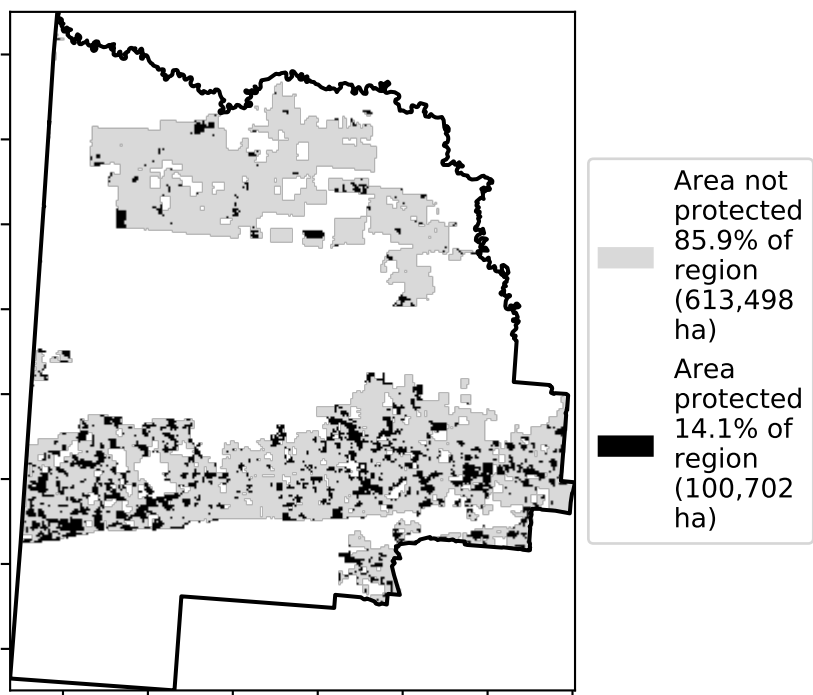 Area not
protected
85.9% of
region
(613,498
ha)
Area
protected
14.1% of
region
(100,702
ha)